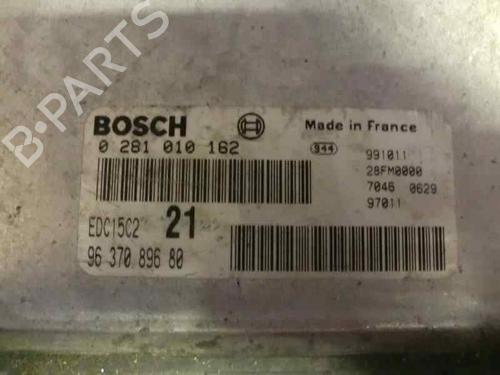 B-PARTS
BOSCH
Made in France
0 281 010 162
944
991011
28FM0000
7046 0629
97011
EDC15C2 21
96 370 896 80